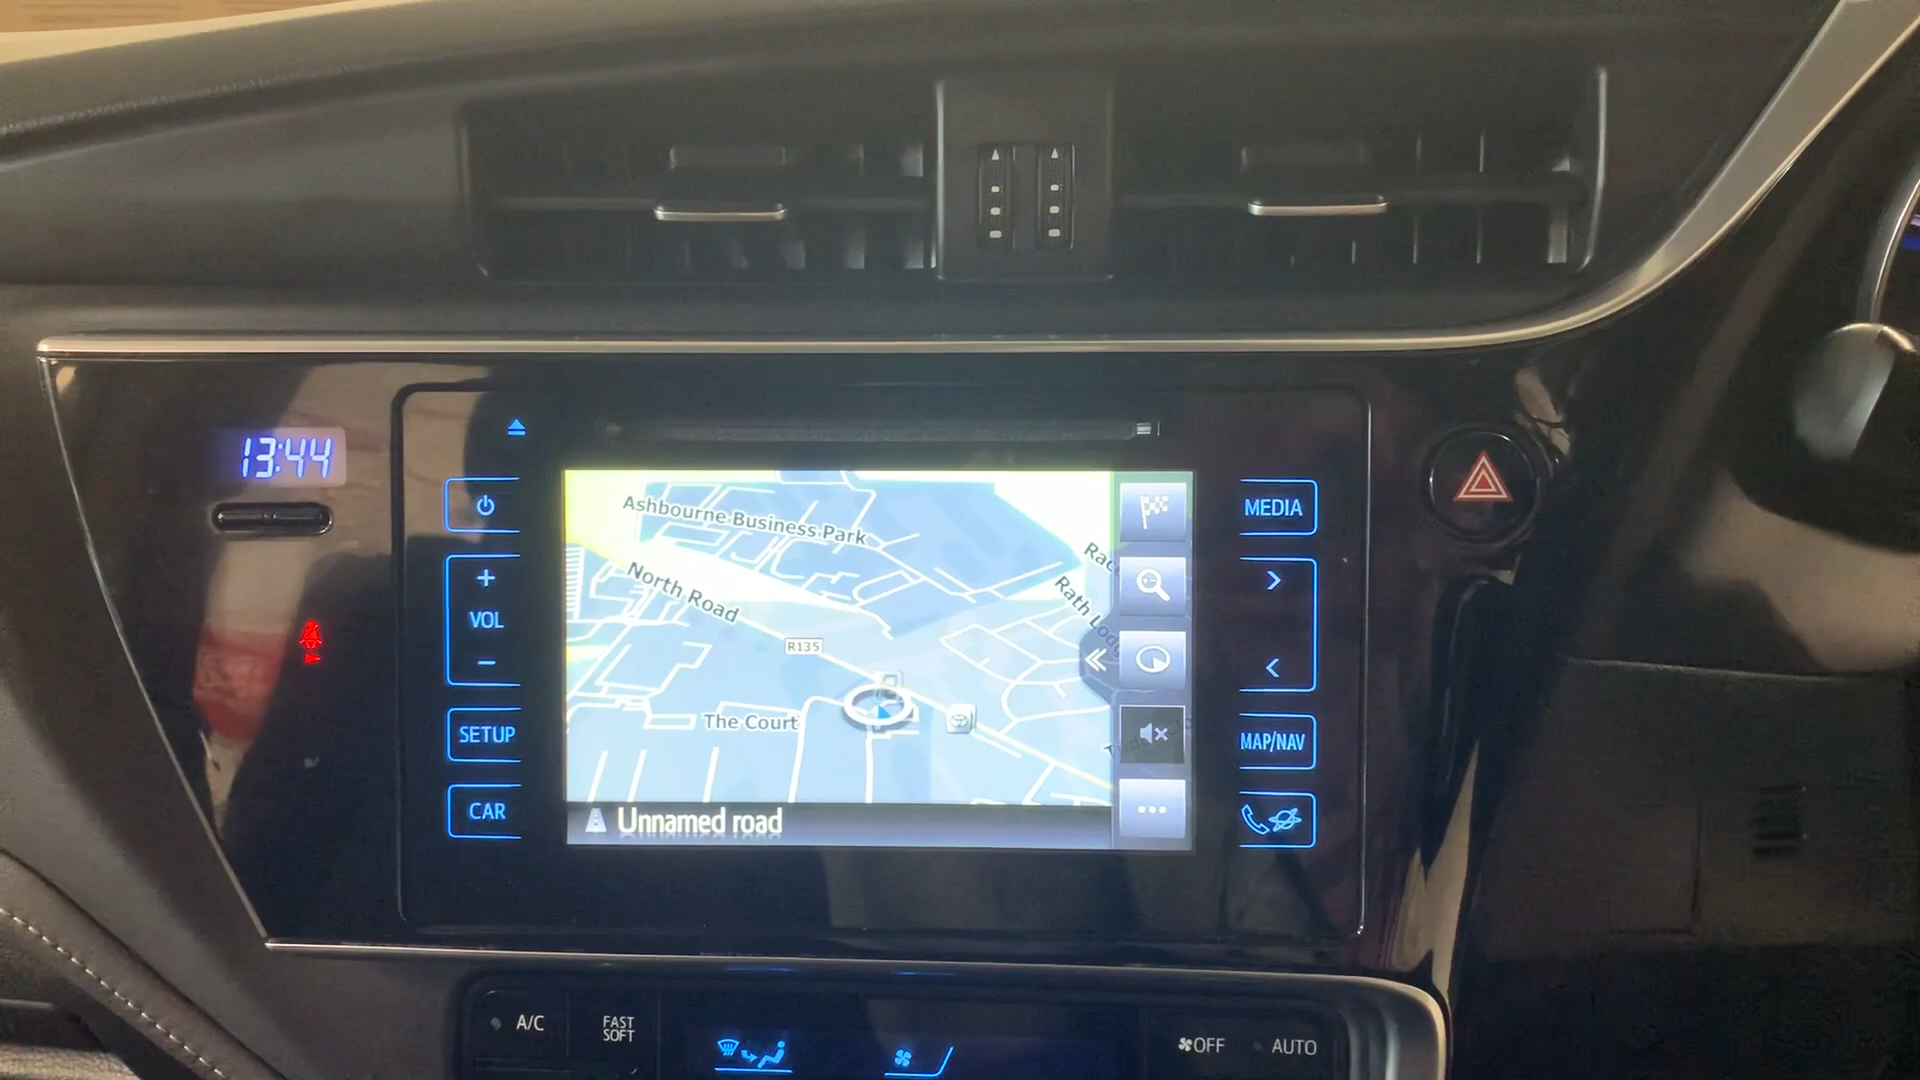 13:44
VOL
SETUP
CAR
Ashbourne Business Park
North Road
R135
The Court
Rath
Unnamed road
MEDIA
MAP/NAV
A/C
FAST
SOFT
OFF
AUTO